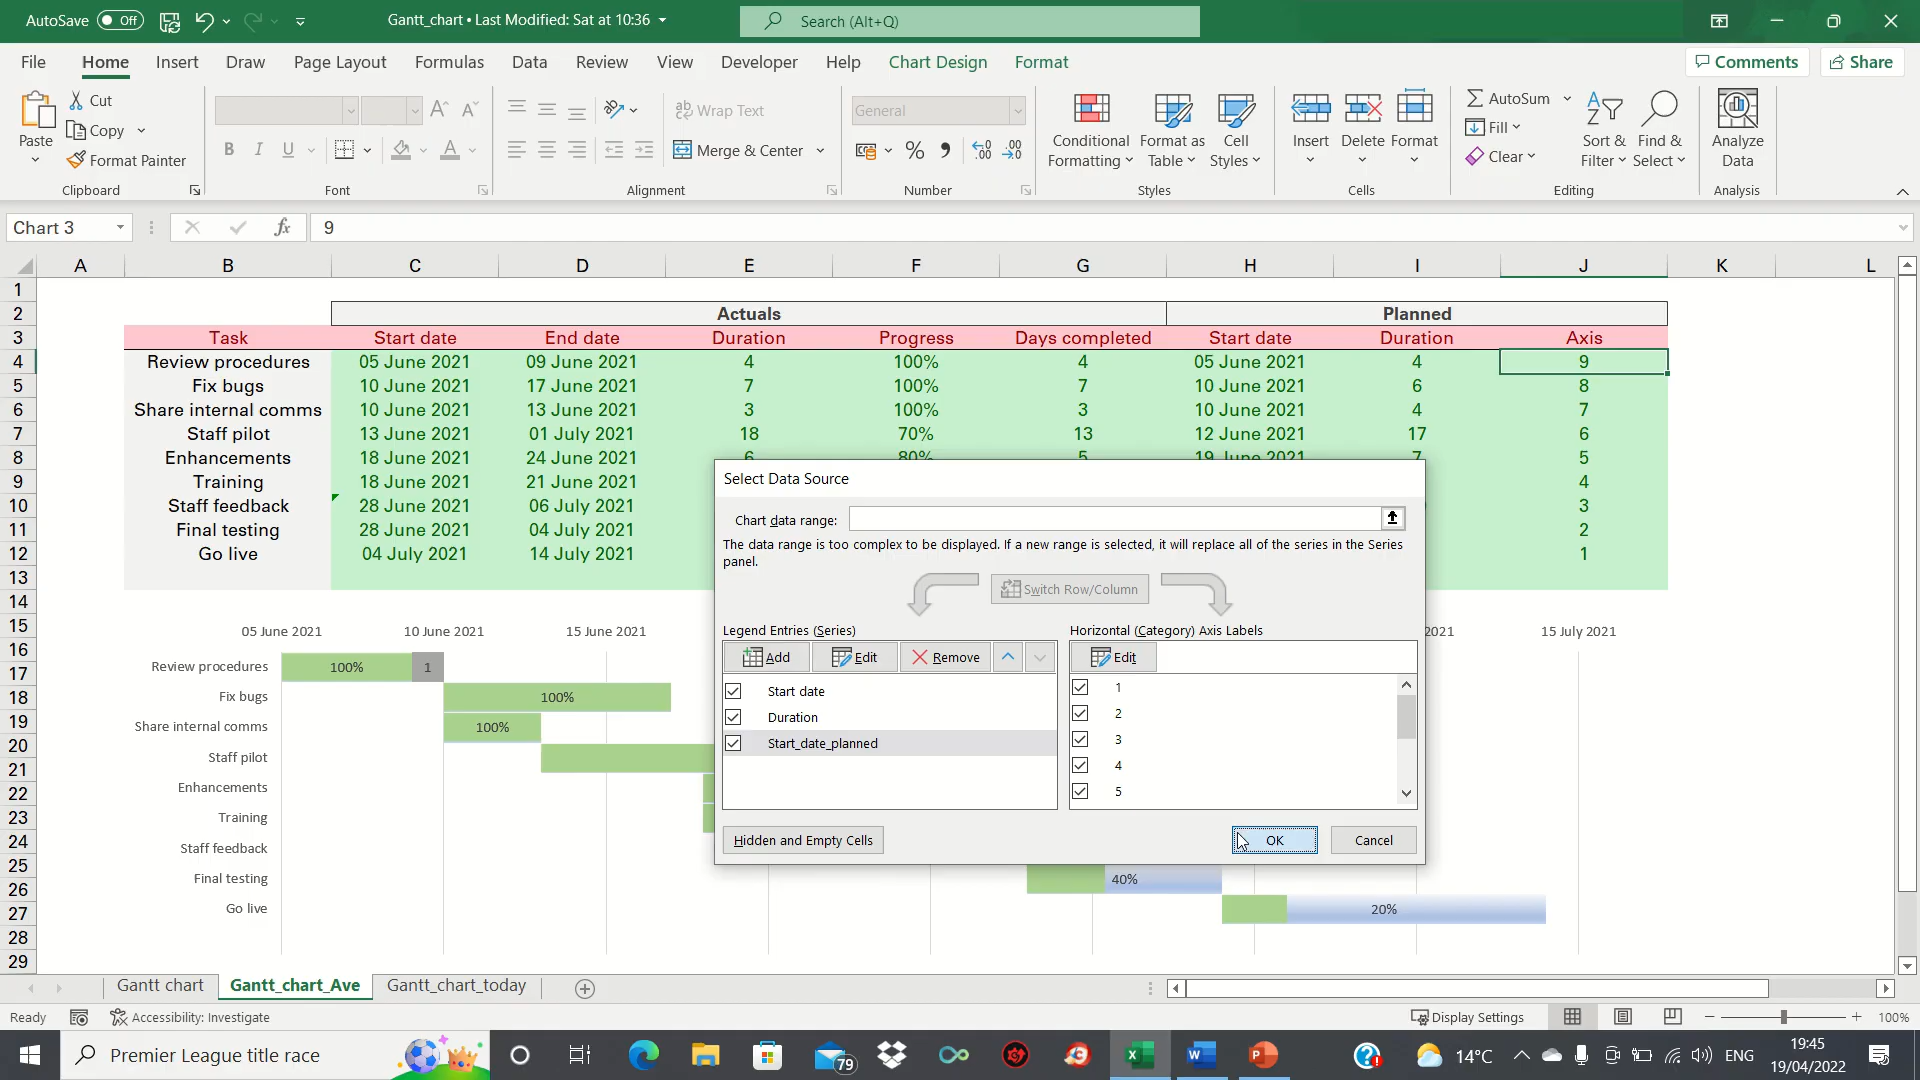 AutoSave Off
Gantt_chart • Last Modified: Sat at 10:36
Search (Alt+Q)
File Home Insert Draw Page Layout Formulas Data Review View Developer Help Chart Design Format
Comments Share
Paste Cut
Copy
Format Painter
Wrap Text
Merge & Center
General
Conditional Formatting
Format as Table
Cell Styles
Insert Delete Format
AutoSum
Fill
Clear
Sort & Filter
Find & Select
Analyze Data
Clipboard Font Alignment Number Styles Cells Editing Analysis
Chart 3 fx 9
A B C D E F G H I J K L
1
2 Actuals Planned
3 Task Start date End date Duration Progress Days completed Start date Duration Axis
4 Review procedures 05 June 2021 09 June 2021 4 100% 4 05 June 2021 4 9
5 Fix bugs 10 June 2021 17 June 2021 7 100% 7 10 June 2021 6 8
6 Share internal comms 10 June 2021 13 June 2021 3 100% 3 10 June 2021 4 7
7 Staff pilot 13 June 2021 01 July 2021 18 70% 13 12 June 2021 17 6
8 Enhancements 18 June 2021 24 June 2021 6 80% 5 19 June 2021 7 5
9 Training 18 June 2021 21 June 2021 4
10 Staff feedback 28 June 2021 06 July 2021 3
11 Final testing 28 June 2021 04 July 2021 2
12 Go live 04 July 2021 14 July 2021 1
13
14
15
16
17
18
19
20
21
22
23
24
25
26
27
28
29
Select Data Source
Chart data range:
The data range is too complex to be displayed. If a new range is selected, it will replace all of the series in the Series
panel.
Switch Row/Column
Legend Entries (Series) Horizontal (Category) Axis Labels
Add Edit Remove Edit
Start date 1
Duration 2
Start_date_planned 3
4
5
Hidden and Empty Cells OK Cancel
05 June 2021 10 June 2021 15 June 2021 2021 15 July 2021
Review procedures 100% 1
Fix bugs 100%
Share internal comms 100%
Staff pilot
Enhancements
Training
Staff feedback
Final testing 40%
Go live 20%
Gantt chart Gantt_chart_Ave Gantt_chart_today
Ready Accessibility: Investigate Display Settings 100%
Premier League title race 79 14°C ENG 19:45
19/04/2022